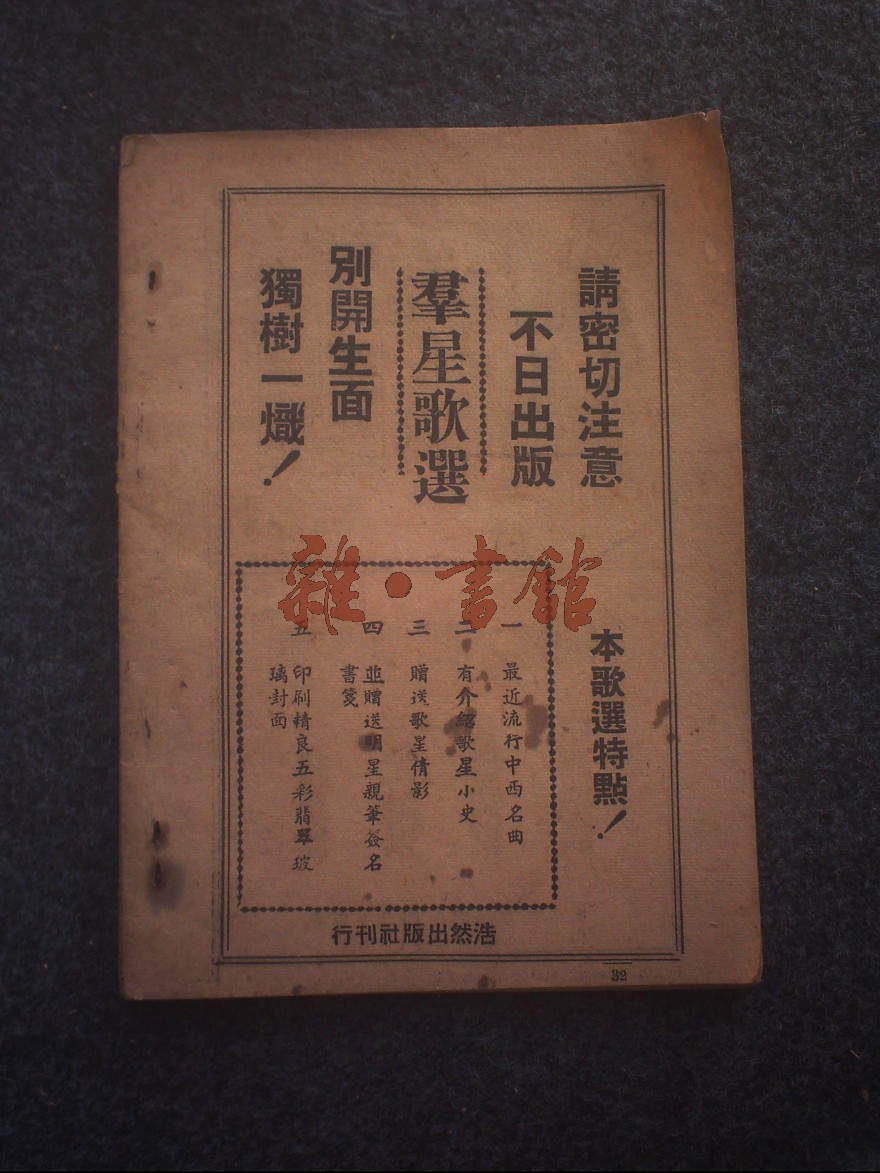 請密切注意
不日出版
羣星歌選
別開生面
獨樹一熾！
本歌選特點！
一 最近流行中西名曲
二 有介紹歌星小史
三 贈送歌星倩影
四 並贈送明星親筆簽名
書箋
五 印刷精良五彩翡翠玻
璃封面
浩然出版社刊行
32
雜·書館